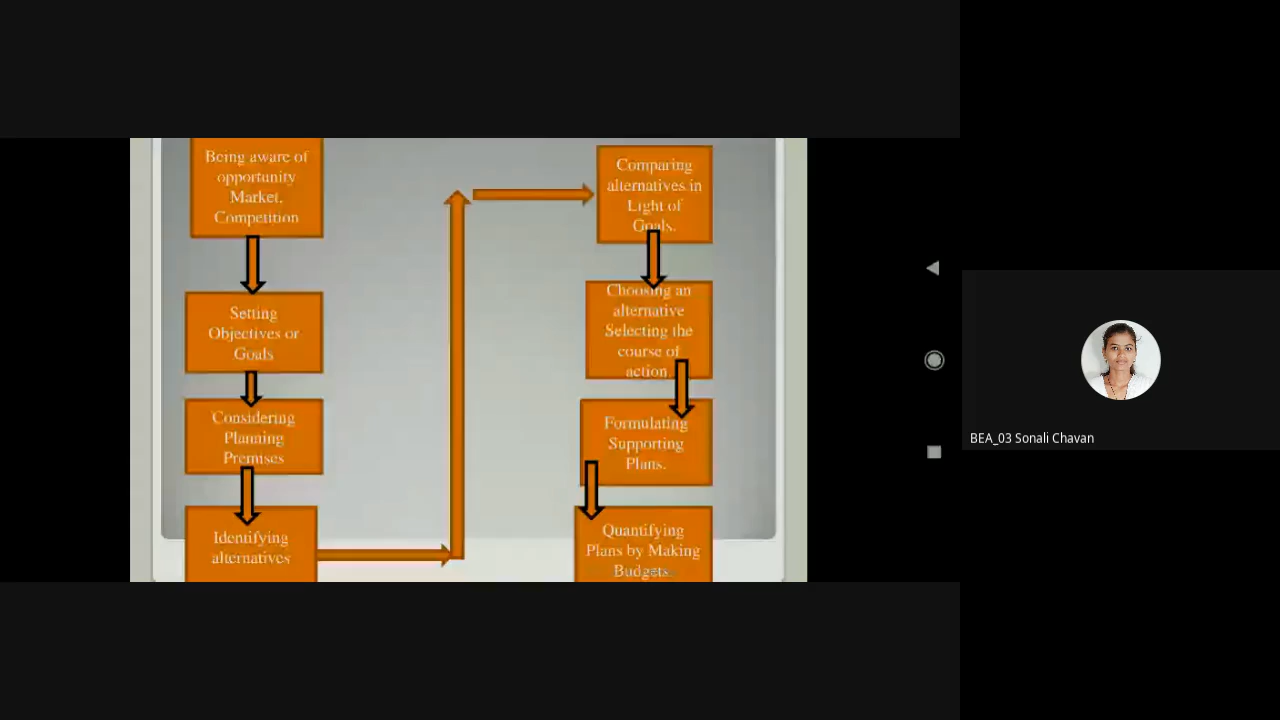 Being aware of
opportunity
Market,
Competition
Setting
Objectives or
Goals
Considering
Planning
Premises
Identifying
alternatives
Comparing
alternatives in
Light of
Goals.
Choosing an
alternative
Selecting the
course of
action.
Formulating
Supporting
Plans.
Quantifying
Plans by Making
Budgets.
BEA_03 Sonali Chavan